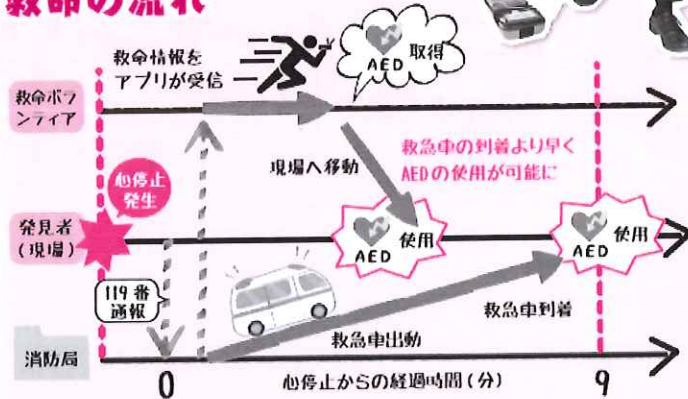 救命の流れ
救命情報を
アプリが受信
AED 取得
救命ボラ
ンティア
現場へ移動
救急車の到着より早く
AEDの使用が可能に
心停止
発生
発見者
(現場)
AED 使用
AED 使用
119番
通報
救急車到着
救急車出動
消防局
0
心停止からの経過時間(分)
9